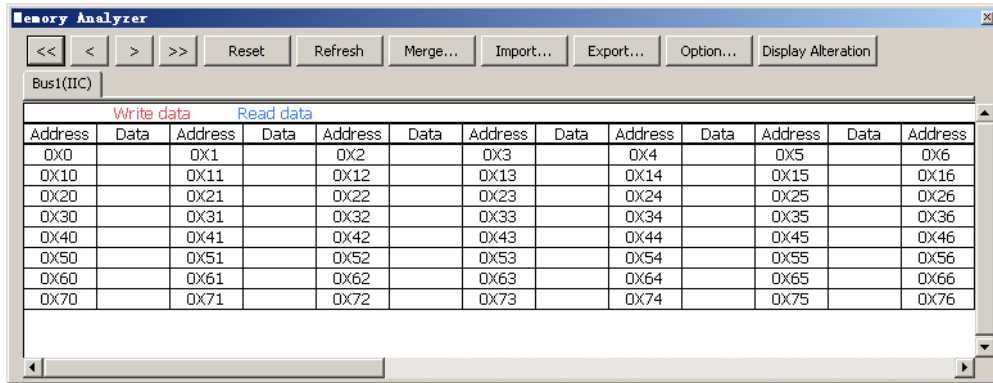 Memory Analyzer
<< < > >> Reset Refresh Merge... Import... Export... Option... Display Alteration
Bus1(IIC)
Write data Read data
Address Data Address Data Address Data Address Data Address Data Address Data Address
0X0 0X1 0X2 0X3 0X4 0X5 0X6
0X10 0X11 0X12 0X13 0X14 0X15 0X16
0X20 0X21 0X22 0X23 0X24 0X25 0X26
0X30 0X31 0X32 0X33 0X34 0X35 0X36
0X40 0X41 0X42 0X43 0X44 0X45 0X46
0X50 0X51 0X52 0X53 0X54 0X55 0X56
0X60 0X61 0X62 0X63 0X64 0X65 0X66
0X70 0X71 0X72 0X73 0X74 0X75 0X76